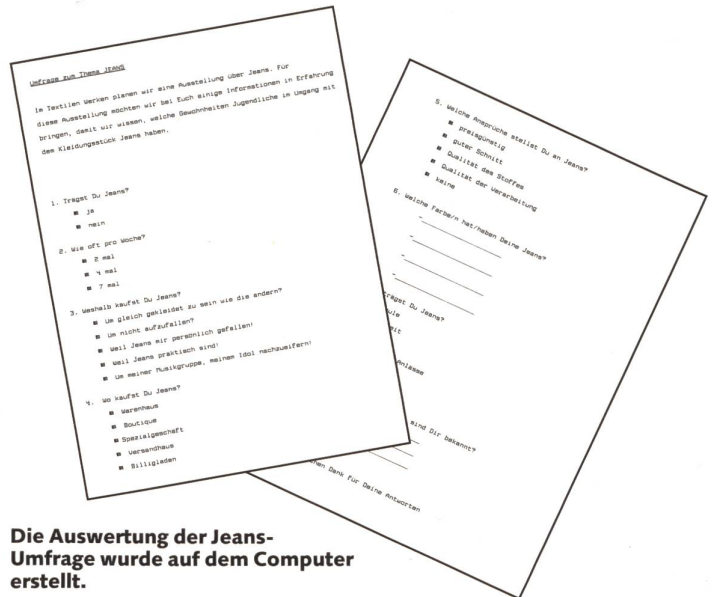 Umfrage zum Thema JEANS
Im Textilen Werken planen wir eine Ausstellung über Jeans. Für
diese Ausstellung möchten wir bei Euch einige Informationen in Erfahrung
bringen, damit wir wissen, welche Gewohnheiten Jugendliche im Umgang mit
dem Kleidungsstück Jeans haben.
1. Trägst Du Jeans?
■ ja
■ nein
2. Wie oft pro Woche?
■ 2 mal
■ 4 mal
■ 7 mal
3. Weshalb kaufst Du Jeans?
■ Um gleich gekleidet zu sein wie die andern?
■ Um nicht aufzufallen?
■ Weil Jeans mir persönlich gefallen!
■ Weil Jeans praktisch sind!
■ Um meiner Musikgruppe, meinem Idol nachzueifern!
4. Wo kaufst Du Jeans?
■ Warenhaus
■ Boutique
■ Spezialgeschäft
■ Versandhaus
■ Billigladen
5. Welche Ansprüche stellst Du an Jeans?
■ preisgünstig
■ guter Schnitt
■ Qualität des Stoffes
■ Qualität der Verarbeitung
■ keine
6. Welche Farbe/n hat/haben Deine Jeans?
-
-
-
-
trägst Du Jeans?
Anlässe
sind Dir bekannt?
Dank für Deine Antworten
Die Auswertung der Jeans-
Umfrage wurde auf dem Computer
erstellt.